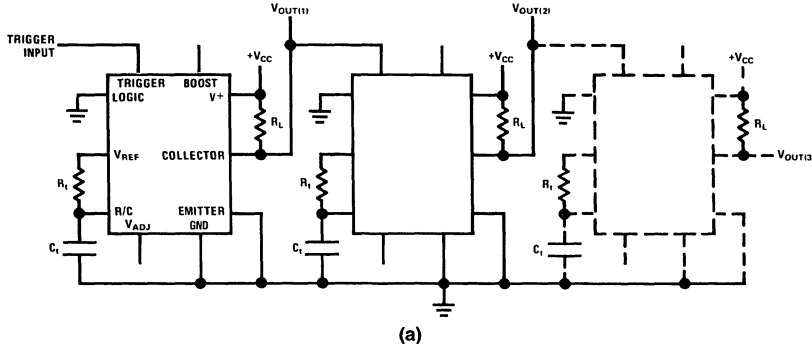 VOUT(1)
VOUT(2)
TRIGGER
INPUT
+VCC
+VCC
+VCC
TRIGGER
BOOST
LOGIC
V+
RL
RL
RL
VREF
COLLECTOR
VOUT(3
Rt
Rt
Rt
R/C
EMITTER
VADJ
GND
Ct
Ct
Ct
(a)